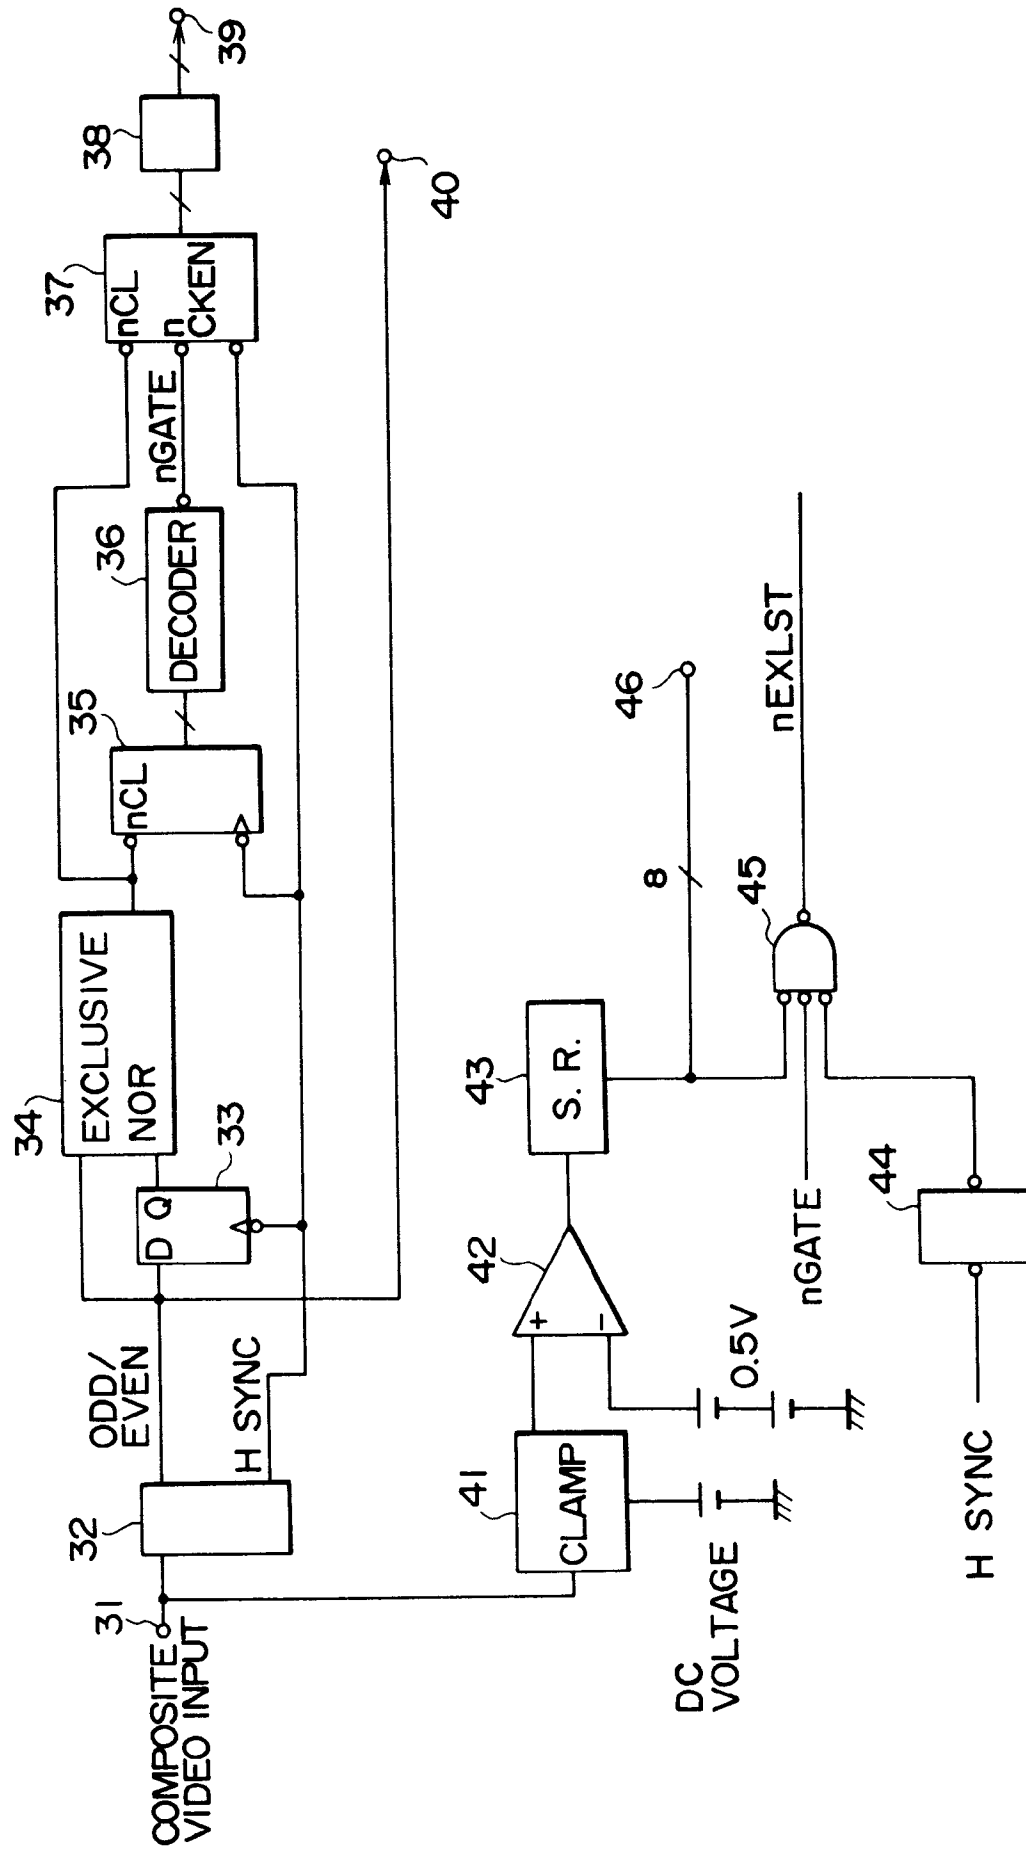 31
COMPOSITE
VIDEO INPUT
32
ODD/
EVEN
H SYNC
33
D Q
34
EXCLUSIVE
NOR
35
nCL
36
DECODER
nGATE
37
nCL
n
CKEN
38
39
40
41
CLAMP
DC
VOLTAGE
42
+
−
0.5V
43
S. R.
8
46
nGATE
45
nEXLST
44
H SYNC